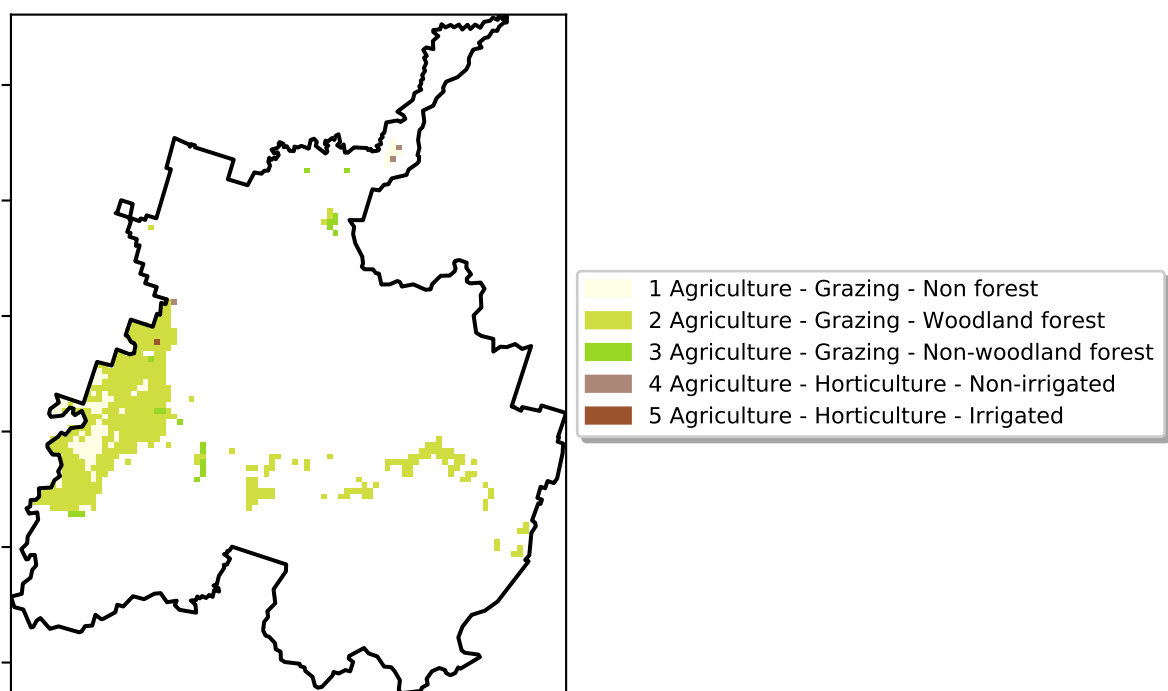 1 Agriculture - Grazing - Non forest
2 Agriculture - Grazing - Woodland forest
3 Agriculture - Grazing - Non-woodland forest
4 Agriculture - Horticulture - Non-irrigated
5 Agriculture - Horticulture - Irrigated